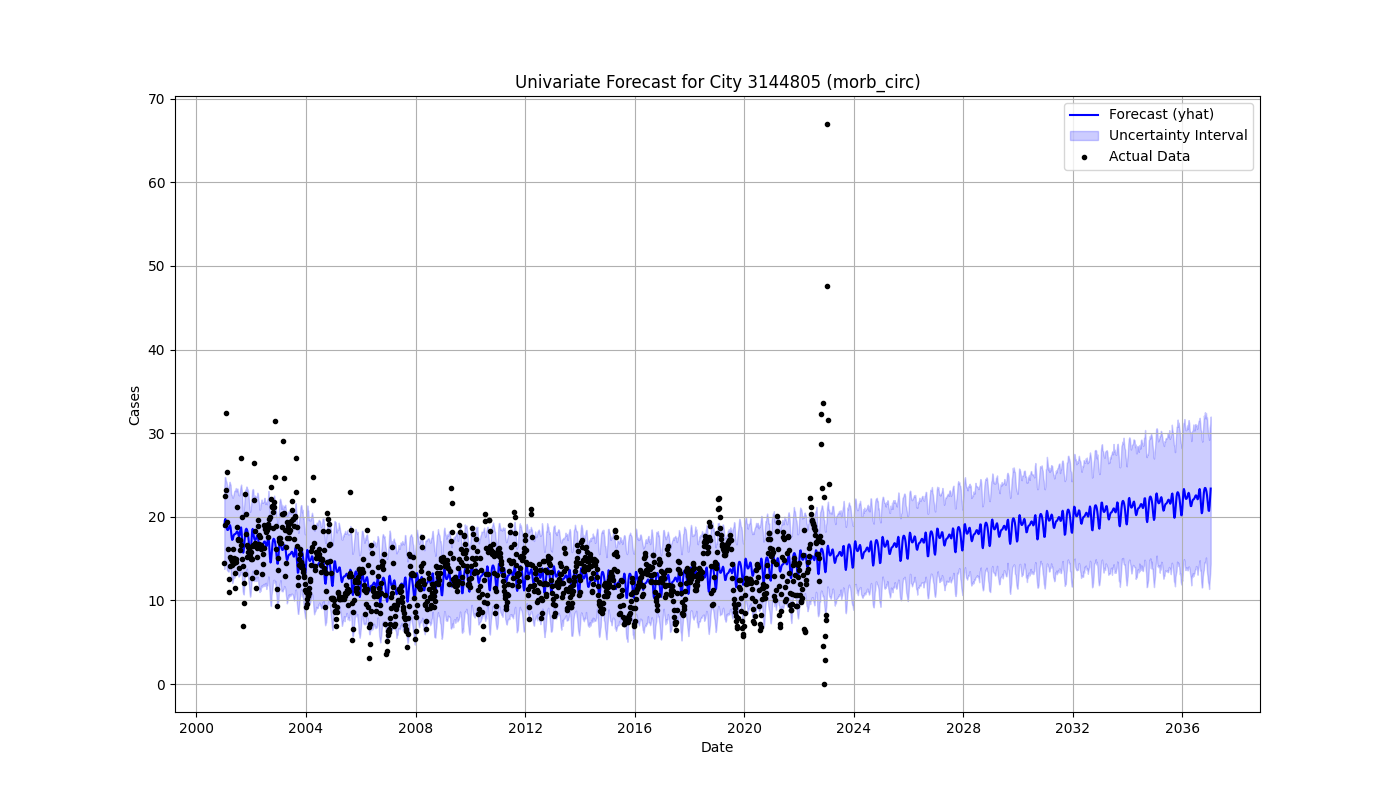 Univariate Forecast for City 3144805 (morb_circ)
Forecast (yhat)
Uncertainty Interval
Actual Data
70
60
50
40
30
20
10
0
Cases
2000 2004 2008 2012 2016 2020 2024 2028 2032 2036
Date